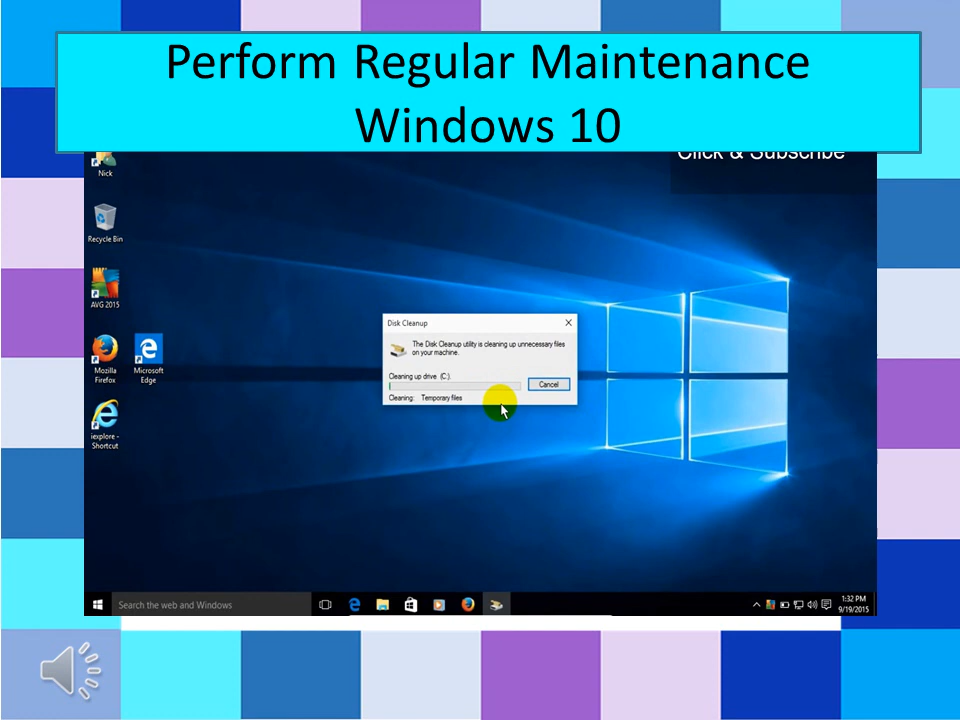 Perform Regular Maintenance
Windows 10
Click & Subscribe
Nick
Recycle Bin
AVG 2015
Mozilla
Firefox
Microsoft
Edge
iexplore -
Shortcut
Disk Cleanup
The Disk Cleanup utility is cleaning up unnecessary files
on your machine.
Cleaning up drive (C:).
Cancel
Cleaning: Temporary files
Search the web and Windows
1:32 PM
9/19/2015